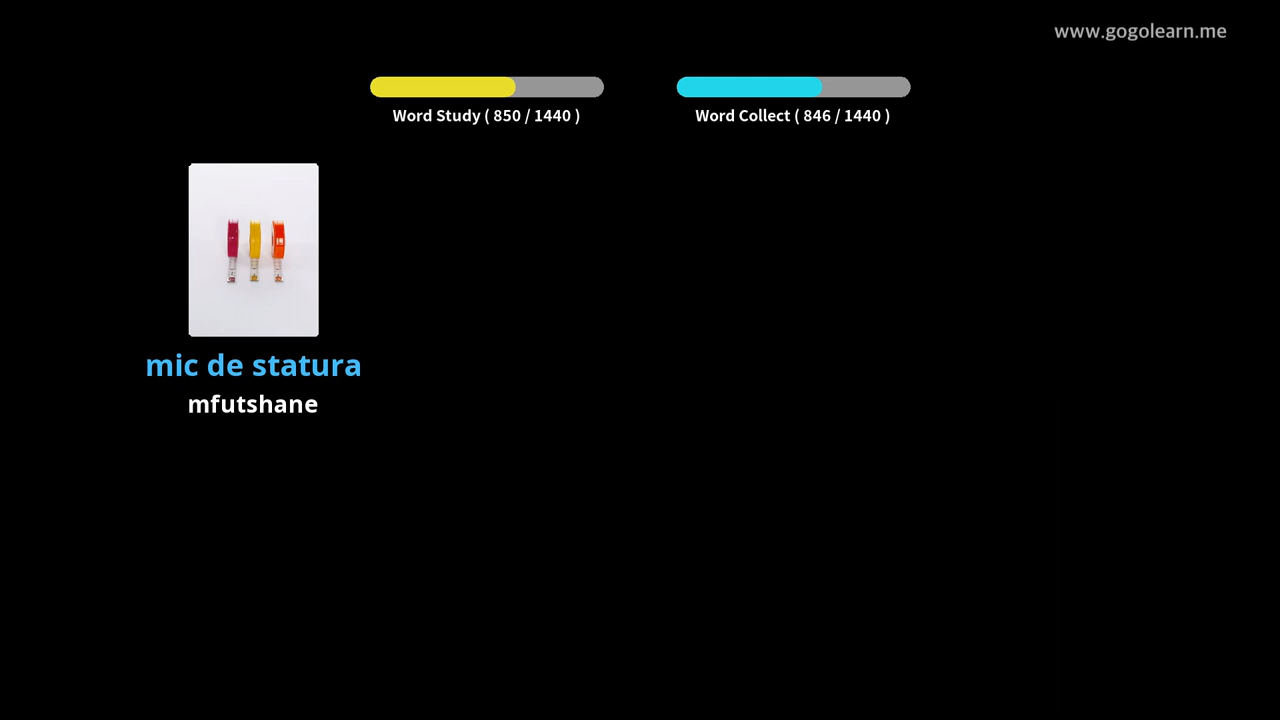 www.gogolearn.me
Word Study ( 850 / 1440 )
Word Collect ( 846 / 1440 )
mic de statura
mfutshane